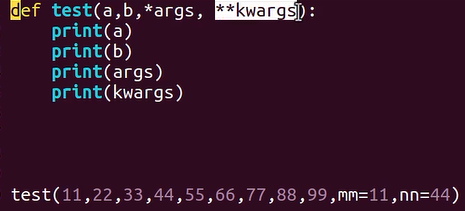 def test(a,b,*args, **kwargs):
    print(a)
    print(b)
    print(args)
    print(kwargs)
test(11,22,33,44,55,66,77,88,99,mm=11,nn=44)